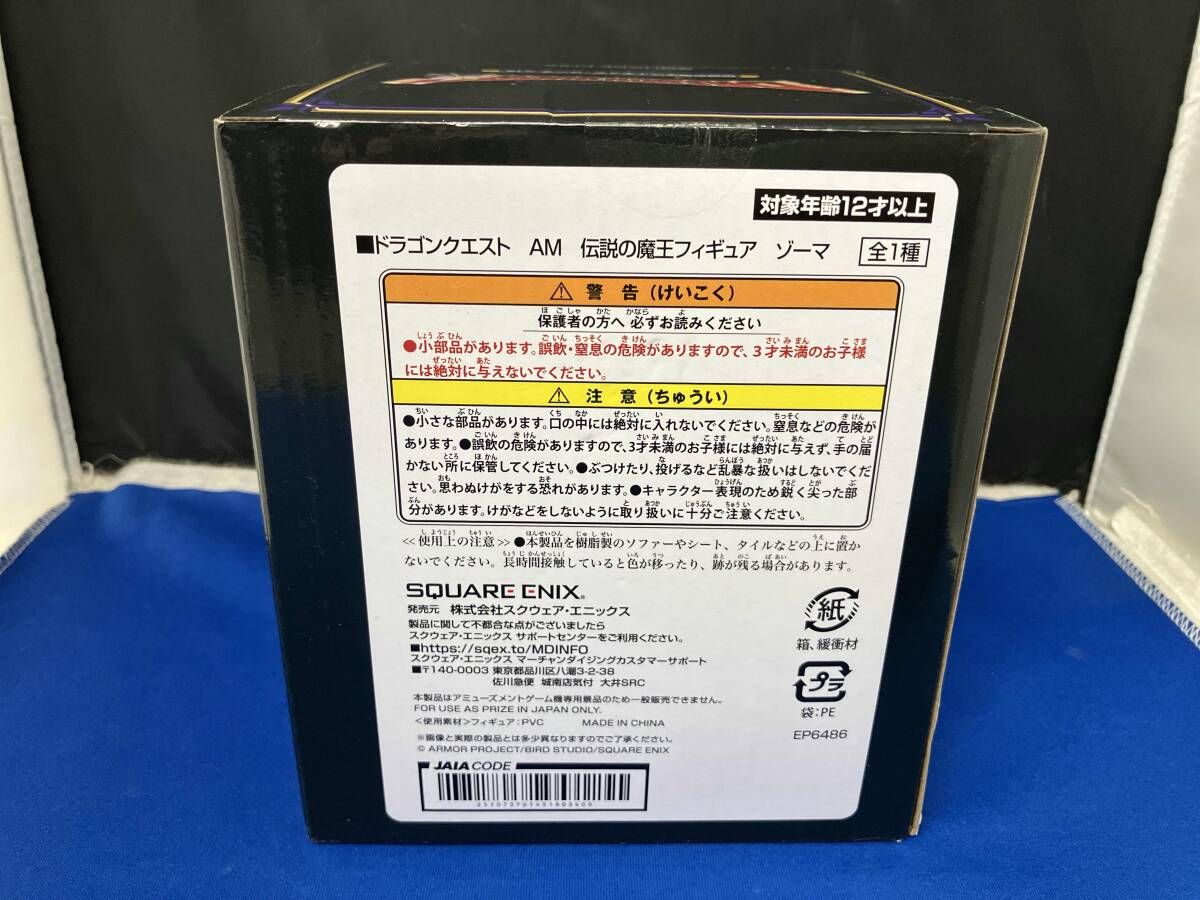 対象年齢12才以上
■ドラゴンクエスト AM 伝説の魔王フィギュア ゾーマ 全1種
⚠ 警告(けいこく)
保護者の方へ 必ずお読みください
●小部品があります。誤飲・窒息の危険がありますので、3才未満のお子様
には絶対に与えないでください。
⚠ 注意(ちゅうい)
●小さな部品があります。口の中には絶対に入れないでください。窒息などの危険が
あります。●誤飲の危険がありますので、3才未満のお子様には絶対に与えず、手の届
かない所に保管してください。●ぶつけたり、投げるなど乱暴な扱いはしないでくだ
さい。思わぬけがをする恐れがあります。●キャラクター表現のため鋭く尖った部
分があります。けがなどをしないように取り扱いに十分ご注意ください。
≪使用上の注意≫●本製品を樹脂製のソファーやシート、タイルなどの上に置か
ないでください。長時間接触していると色が移ったり、跡が残る場合があります。
SQUARE ENIX®
発売元 株式会社スクウェア・エニックス
製品に関して不都合な点がございましたら
スクウェア・エニックス サポートセンターをご利用ください。
■https://sqex.to/MDINFO
スクウェア・エニックス マーチャンダイジングカスタマーサポート
■〒140-0003 東京都品川区八潮3-2-38
佐川急便 城南店気付 大井SRC
本製品はアミューズメントゲーム機専用景品のため一般販売できません。
FOR USE AS PRIZE IN JAPAN ONLY.
<使用素材>フィギュア:PVC MADE IN CHINA
※画像と実際の製品とは多少異なりますのでご了承ください。
© ARMOR PROJECT/BIRD STUDIO/SQUARE ENIX
紙
箱、緩衝材
プラ
袋:PE
EP6486
JAIA CODE